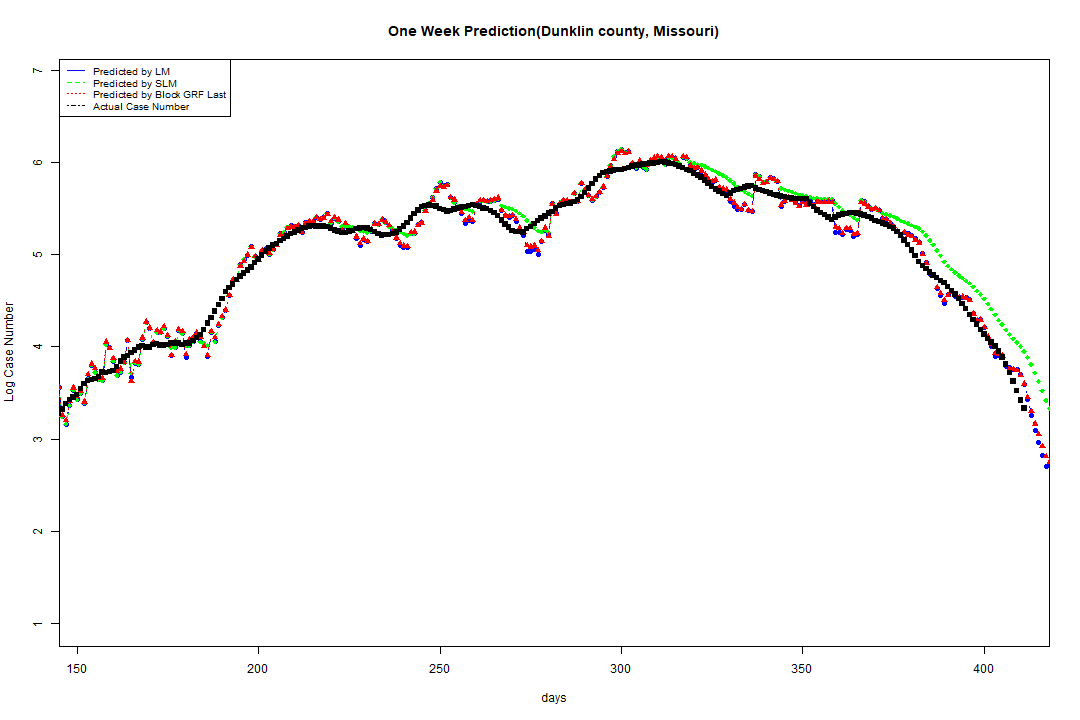 One Week Prediction(Dunklin county, Missouri)
Predicted by LM
Predicted by SLM
Predicted by Block GRF Last
Actual Case Number
7
6
5
4
3
2
1
Log Case Number
150 200 250 300 350 400
days